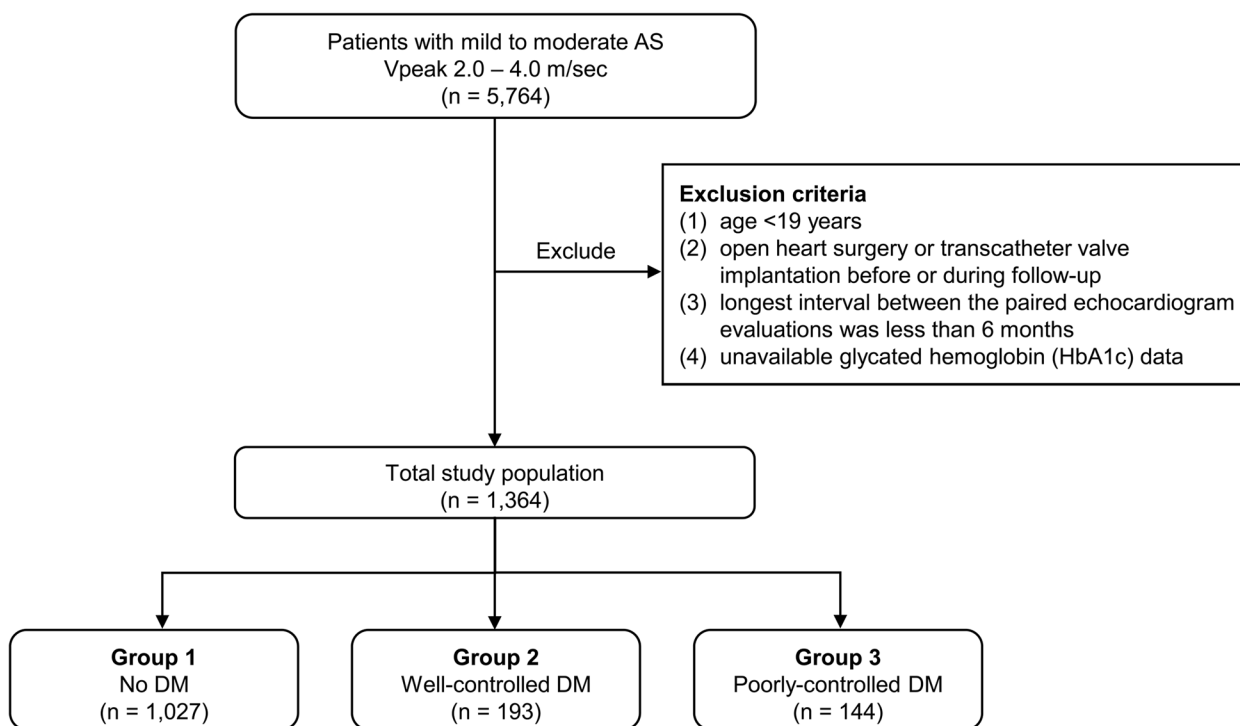 Patients with mild to moderate AS
Vpeak 2.0 – 4.0 m/sec
(n = 5,764)
Exclude
Exclusion criteria
(1) age <19 years
(2) open heart surgery or transcatheter valve
implantation before or during follow-up
(3) longest interval between the paired echocardiogram
evaluations was less than 6 months
(4) unavailable glycated hemoglobin (HbA1c) data
Total study population
(n = 1,364)
Group 1
No DM
(n = 1,027)
Group 2
Well-controlled DM
(n = 193)
Group 3
Poorly-controlled DM
(n = 144)